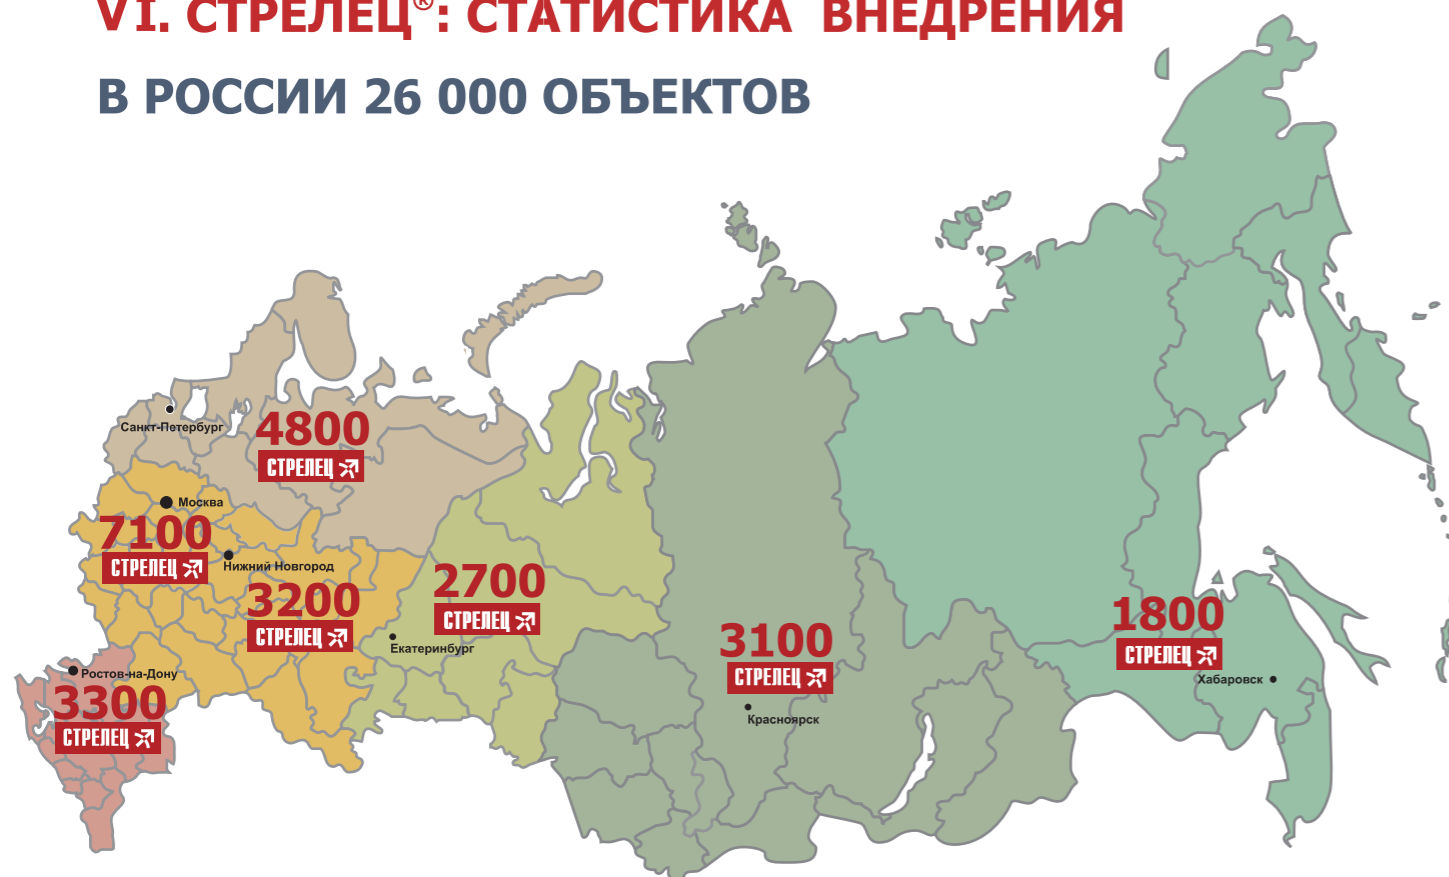 VI. СТРЕЛЕЦ®: СТАТИСТИКА ВНЕДРЕНИЯ
В РОССИИ 26 000 ОБЪЕКТОВ
Санкт-Петербург
4800
СТРЕЛЕЦ
Москва
7100
СТРЕЛЕЦ
Нижний Новгород
3200
СТРЕЛЕЦ
2700
СТРЕЛЕЦ
Екатеринбург
Ростов-на-Дону
3300
СТРЕЛЕЦ
3100
СТРЕЛЕЦ
Красноярск
1800
СТРЕЛЕЦ
Хабаровск